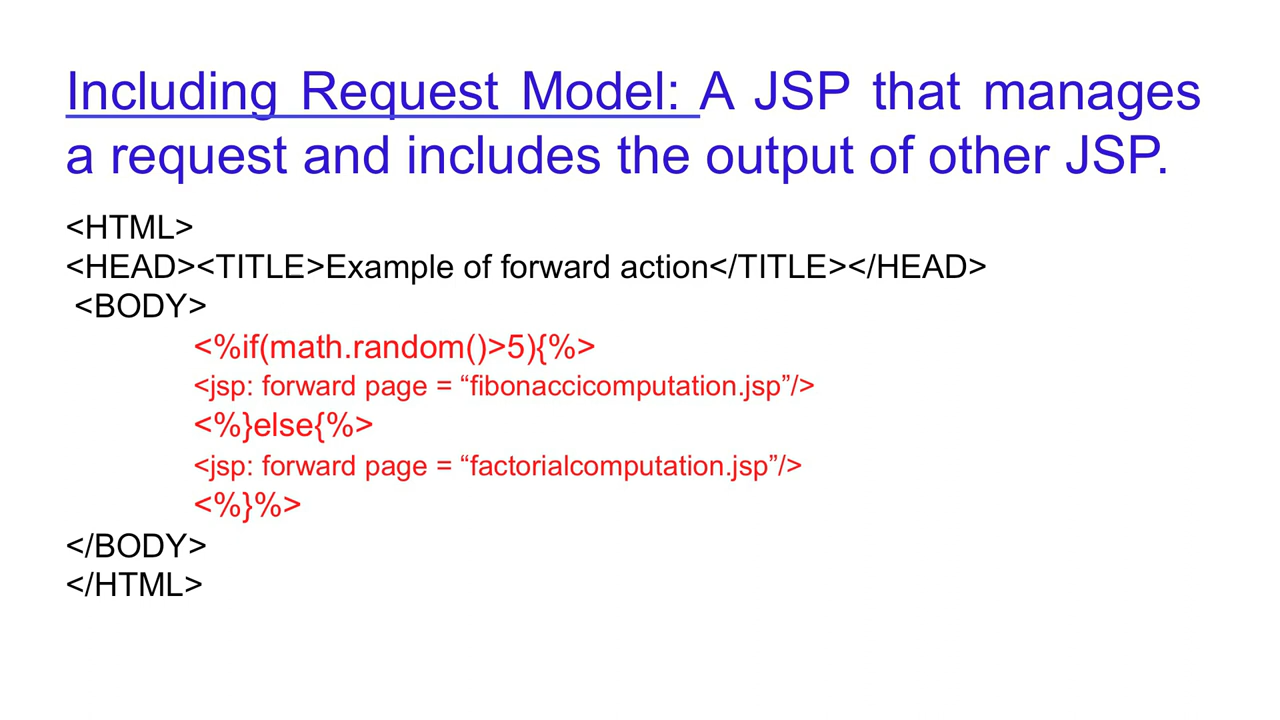 Including Request Model: A JSP that manages
a request and includes the output of other JSP.
<HTML>
<HEAD><TITLE>Example of forward action</TITLE></HEAD>
<BODY>
<%if(math.random()>5){%>
<jsp: forward page = “fibonaccicomputation.jsp”/>
<%}else{%>
<jsp: forward page = “factorialcomputation.jsp”/>
<%}%>
</BODY>
</HTML>